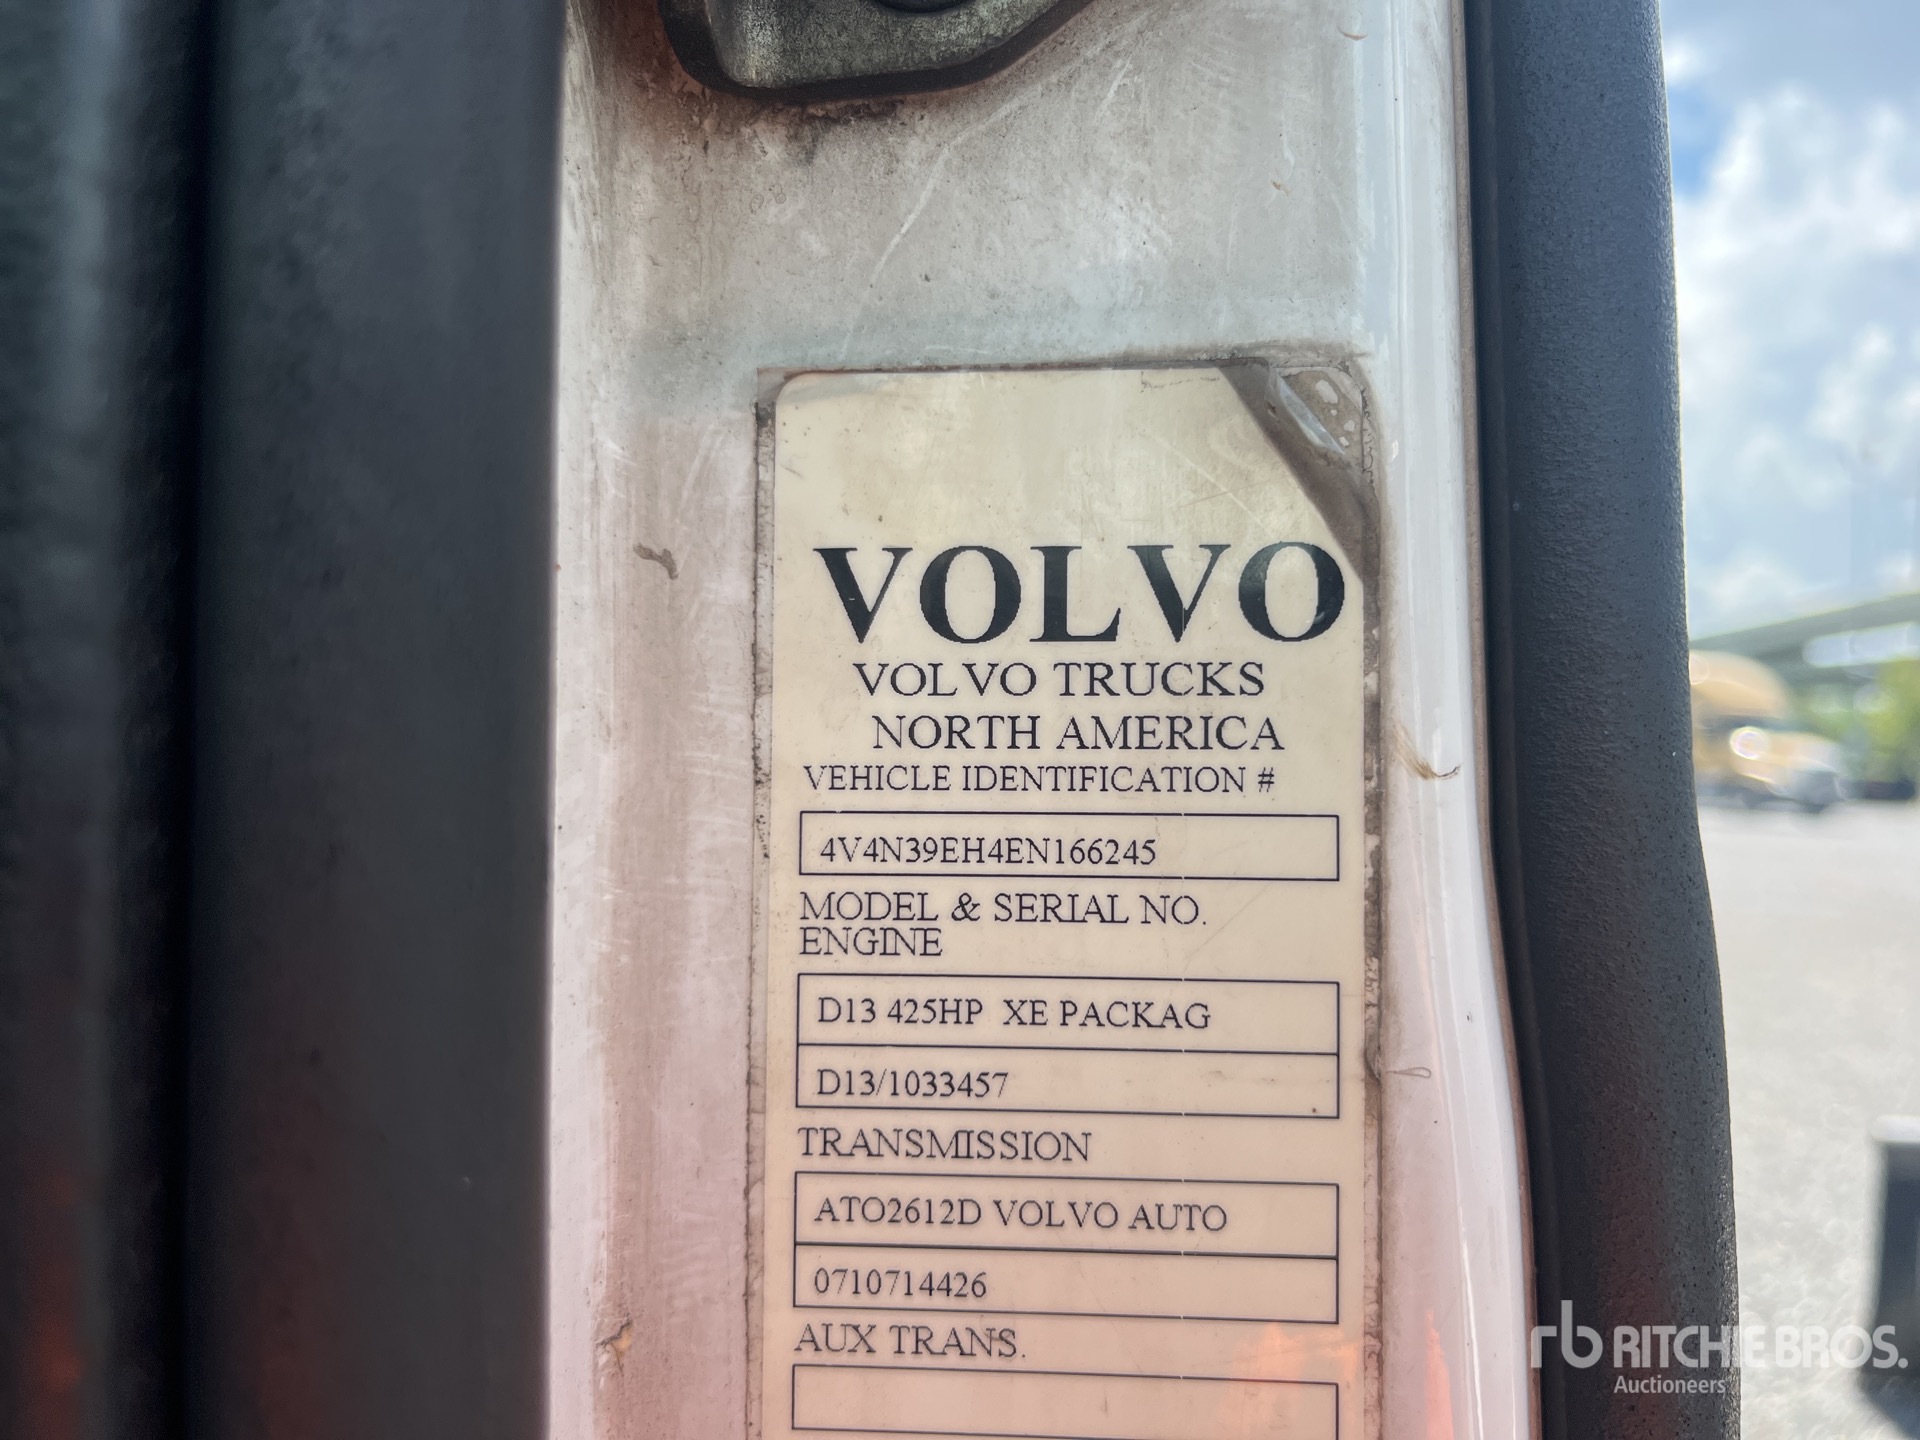 VOLVO
VOLVO TRUCKS
NORTH AMERICA
VEHICLE IDENTIFICATION #
4V4N39EH4EN166245
MODEL & SERIAL NO.
ENGINE
D13 425HP XE PACKAG
D13/1033457
TRANSMISSION
ATO2612D VOLVO AUTO
0710714426
AUX TRANS.
rb RITCHIE BROS.
Auctioneers